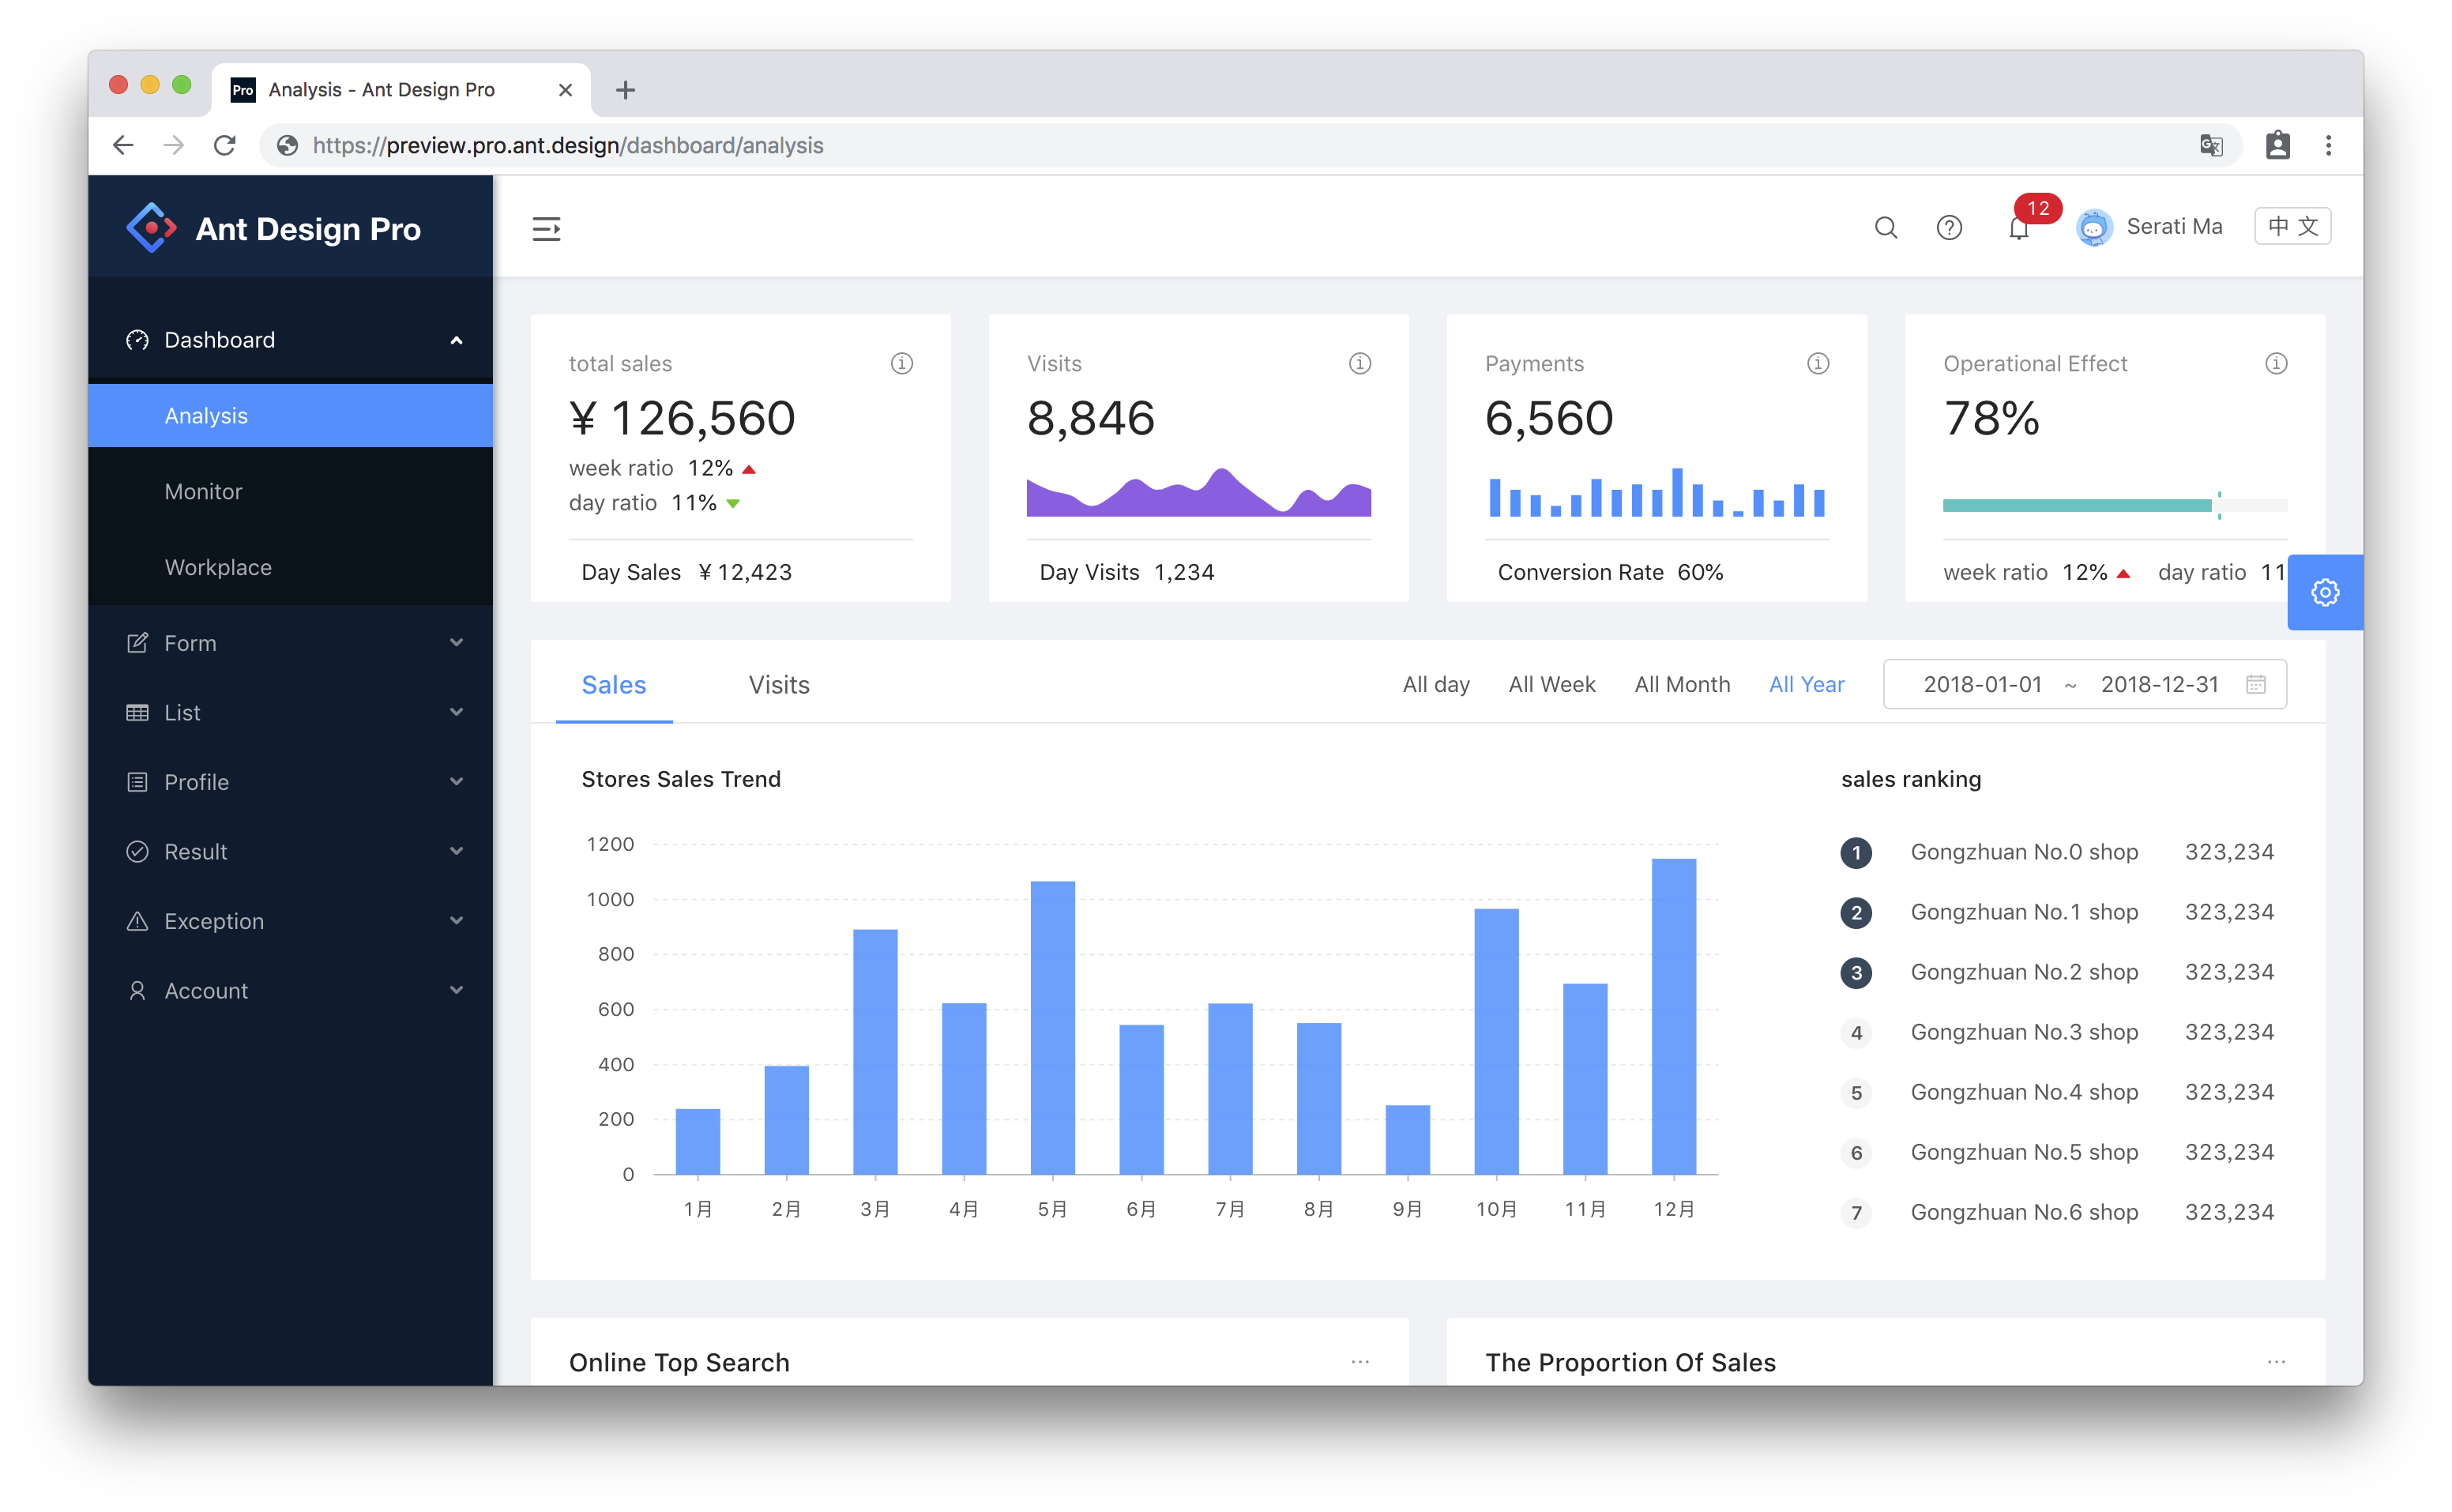 Pro Analysis - Ant Design Pro
https://preview.pro.ant.design/dashboard/analysis
Ant Design Pro
12
Serati Ma
中 文
Dashboard
Analysis
Monitor
Workplace
Form
List
Profile
Result
Exception
Account
total sales
¥ 126,560
week ratio 12%
day ratio 11%
Day Sales ¥ 12,423
Visits
8,846
Day Visits 1,234
Payments
6,560
Conversion Rate 60%
Operational Effect
78%
week ratio 12% day ratio 11
Sales Visits All day All Week All Month All Year 2018-01-01 ~ 2018-12-31
Stores Sales Trend
1200
1000
800
600
400
200
0
1月 2月 3月 4月 5月 6月 7月 8月 9月 10月 11月 12月
sales ranking
1 Gongzhuan No.0 shop 323,234
2 Gongzhuan No.1 shop 323,234
3 Gongzhuan No.2 shop 323,234
4 Gongzhuan No.3 shop 323,234
5 Gongzhuan No.4 shop 323,234
6 Gongzhuan No.5 shop 323,234
7 Gongzhuan No.6 shop 323,234
Online Top Search
The Proportion Of Sales